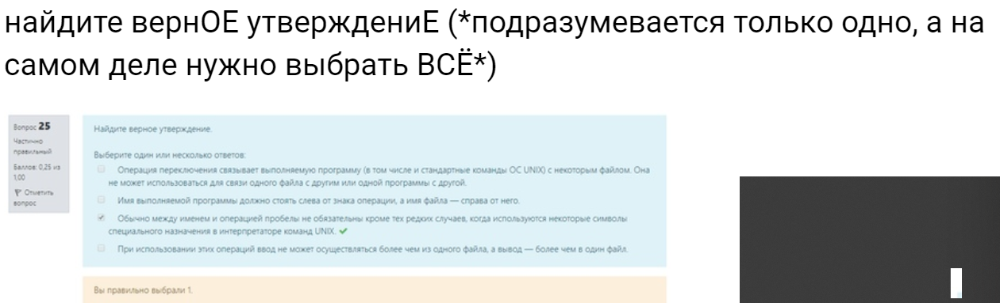 найдите вернОЕ утверждениЕ (*подразумевается только одно, а на
самом деле нужно выбрать ВСЁ*)
Вопрос 25
Частично
правильный
Баллов: 0,25 из
1,00
Отметить
вопрос
Найдите верное утверждение.
Выберите один или несколько ответов:
Операция переключения связывает выполняемую программу (в том числе и стандартные команды ОС UNIX) с некоторым файлом. Она
не может использоваться для связи одного файла с другим или одной программы с другой.
Имя выполняемой программы должно стоять слева от знака операции, а имя файла — справа от него.
Обычно между именем и операцией пробелы не обязательны кроме тех редких случаев, когда используются некоторые символы
специального назначения в интерпретаторе команд UNIX.
При использовании этих операций ввод не может осуществляться более чем из одного файла, а вывод — более чем в один файл.
Вы правильно выбрали 1.